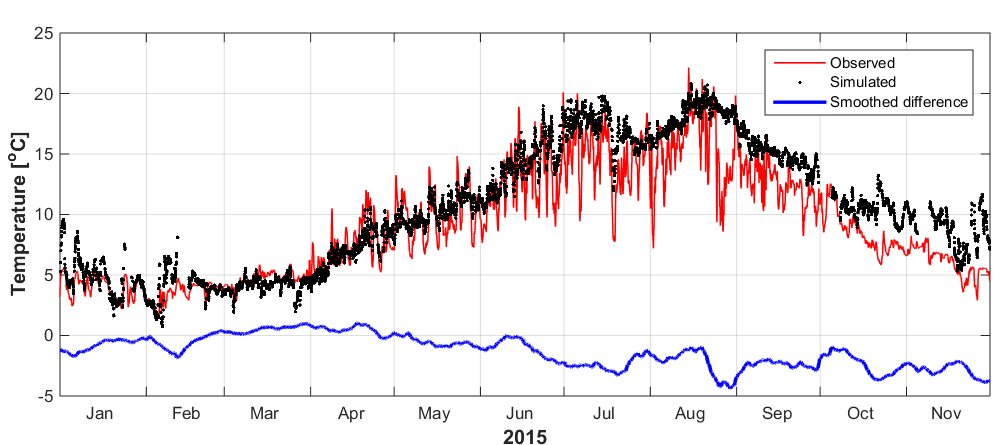 25
20
15
10
5
0
-5
Temperature [°C]
Observed
Simulated
Smoothed difference
Jan Feb Mar Apr May Jun Jul Aug Sep Oct Nov
2015